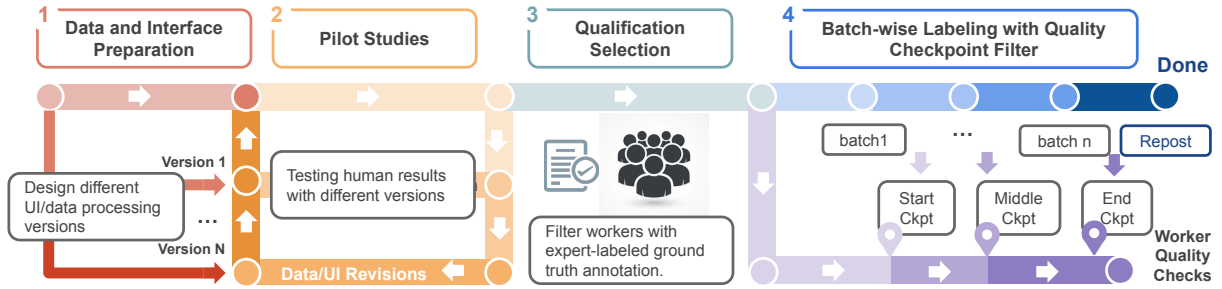 1
Data and Interface
Preparation
2
Pilot Studies
3
Qualification
Selection
4
Batch-wise Labeling with Quality
Checkpoint Filter
Done
Version 1
Design different
UI/data processing
versions
...
Version N
Testing human results
with different versions
Data/UI Revisions
Filter workers with
expert-labeled ground
truth annotation.
batch1
...
batch n
Repost
Start
Ckpt
Middle
Ckpt
End
Ckpt
Worker
Quality
Checks